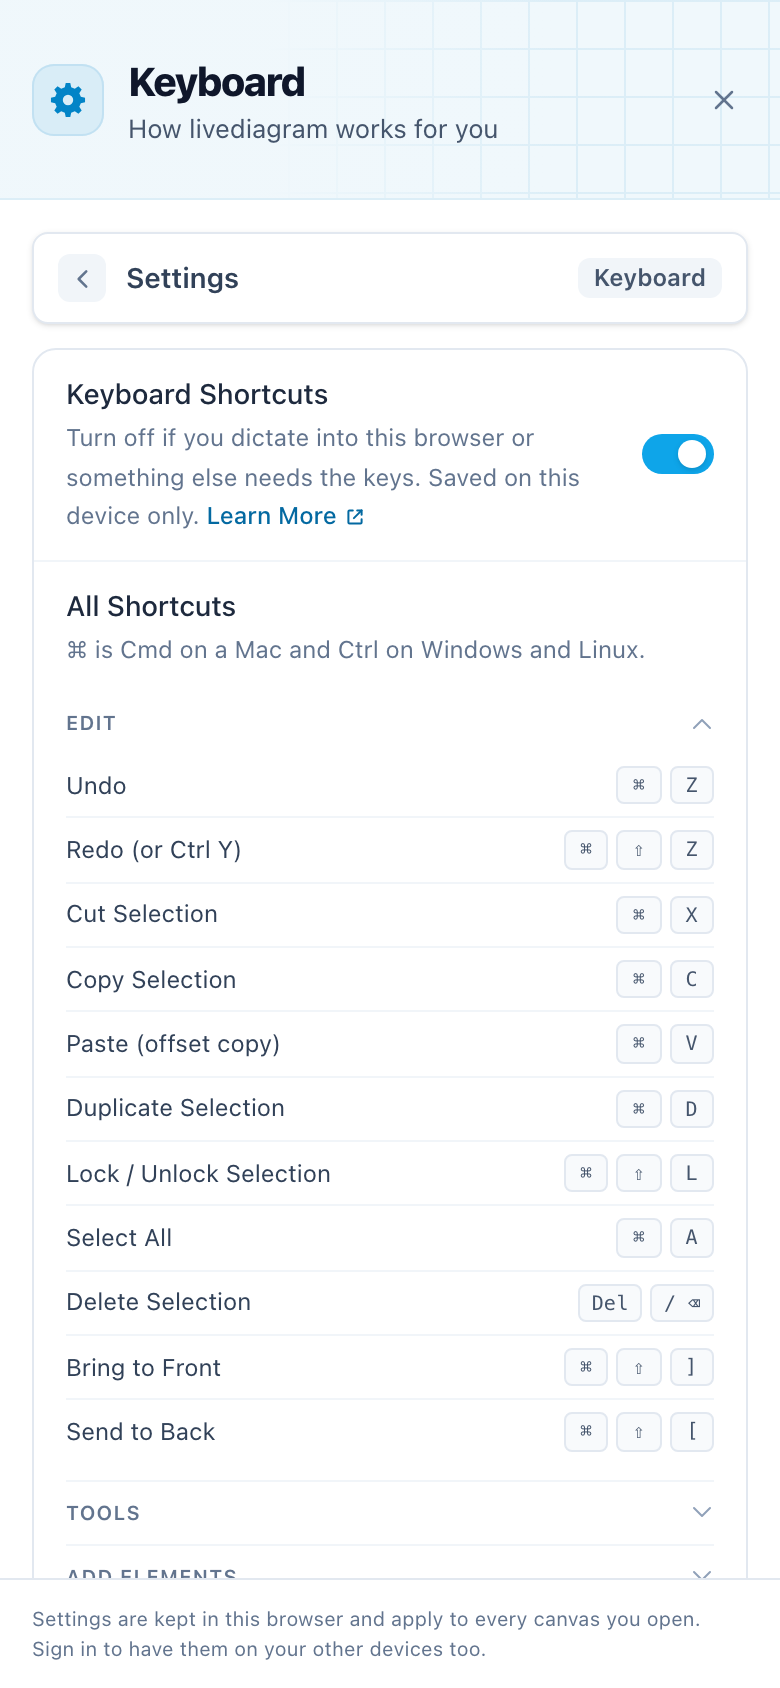 Keyboard
How livediagram works for you
Settings
Keyboard
Keyboard Shortcuts
Turn off if you dictate into this browser or
something else needs the keys. Saved on this
device only. Learn More
All Shortcuts
⌘ is Cmd on a Mac and Ctrl on Windows and Linux.
EDIT
Undo ⌘ Z
Redo (or Ctrl Y) ⌘ ⇧ Z
Cut Selection ⌘ X
Copy Selection ⌘ C
Paste (offset copy) ⌘ V
Duplicate Selection ⌘ D
Lock / Unlock Selection ⌘ ⇧ L
Select All ⌘ A
Delete Selection Del / ⌫
Bring to Front ⌘ ⇧ ]
Send to Back ⌘ ⇧ [
TOOLS
ADD ELEMENTS
Settings are kept in this browser and apply to every canvas you open.
Sign in to have them on your other devices too.